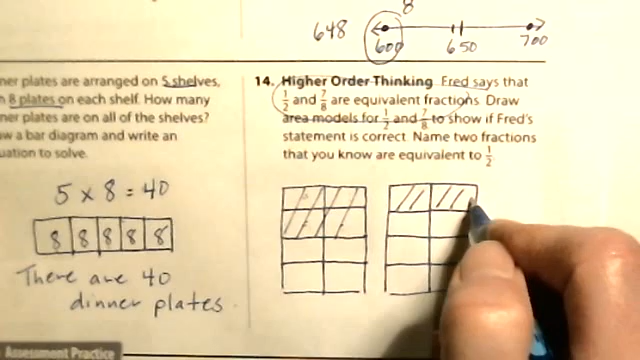 8
648
600 650 700
ner plates are arranged on 5 shelves,
8 plates on each shelf. How many
ner plates are on all of the shelves?
w a bar diagram and write an
uation to solve.
5 x 8 = 40
8 8 8 8 8
There are 40
dinner plates.
Assessment Practice
14. Higher Order Thinking Fred says that
1/2 and 7/8 are equivalent fractions. Draw
area models for 1/2 and 7/8 to show if Fred's
statement is correct. Name two fractions
that you know are equivalent to 1/2.